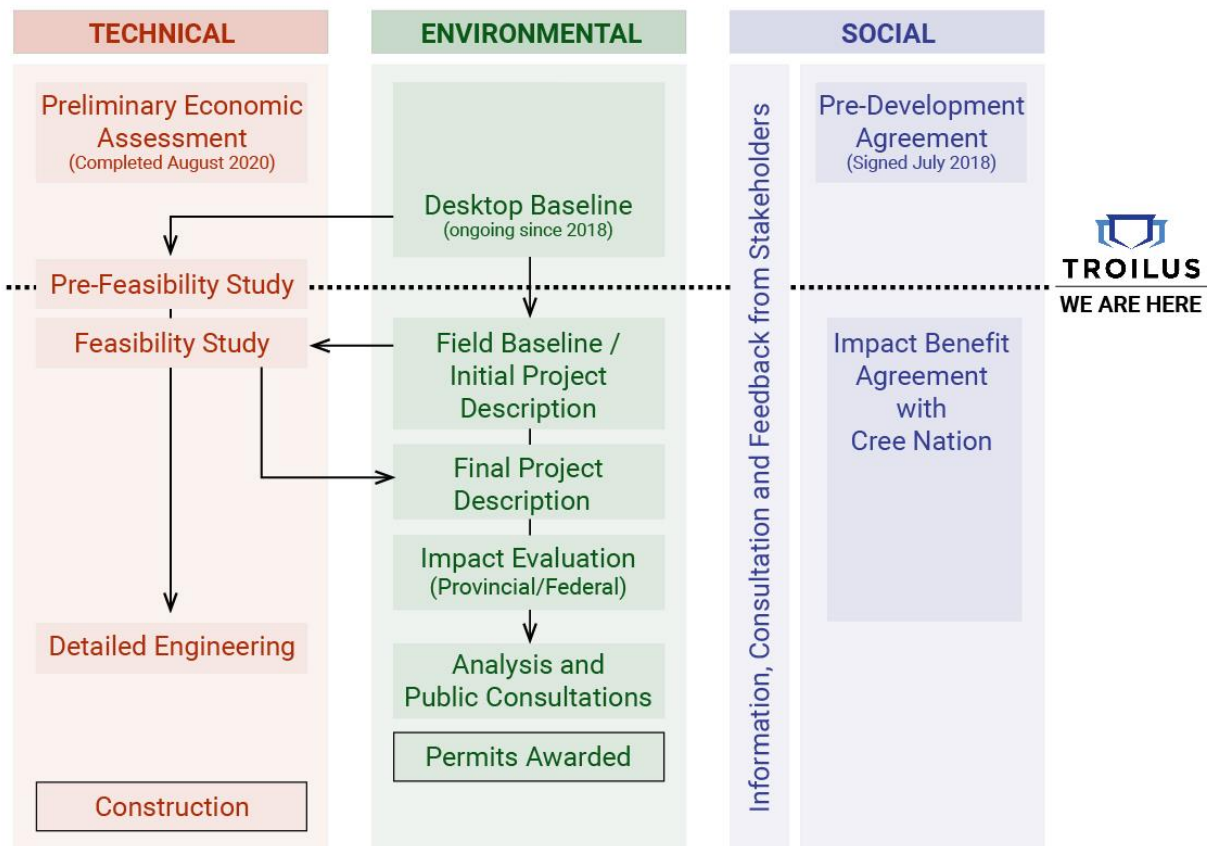 TECHNICAL
Preliminary Economic
Assessment
(Completed August 2020)
Pre-Feasibility Study
Feasibility Study
Detailed Engineering
Construction
ENVIRONMENTAL
Desktop Baseline
(ongoing since 2018)
Field Baseline /
Initial Project
Description
Final Project
Description
Impact Evaluation
(Provincial/Federal)
Analysis and
Public Consultations
Permits Awarded
SOCIAL
Information, Consultation and Feedback from Stakeholders
Pre-Development
Agreement
(Signed July 2018)
Impact Benefit
Agreement
with
Cree Nation
TROILUS
WE ARE HERE